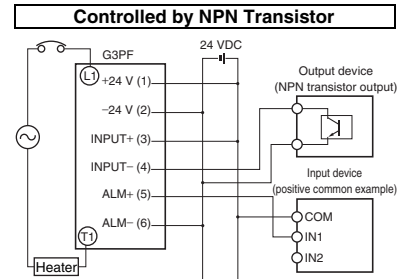 Controlled by NPN Transistor
24 VDC
G3PF
L1
+24 V (1)
−24 V (2)
INPUT+ (3)
INPUT− (4)
ALM+ (5)
ALM− (6)
T1
Heater
Output device
(NPN transistor output)
Input device
(positive common example)
COM
IN1
IN2